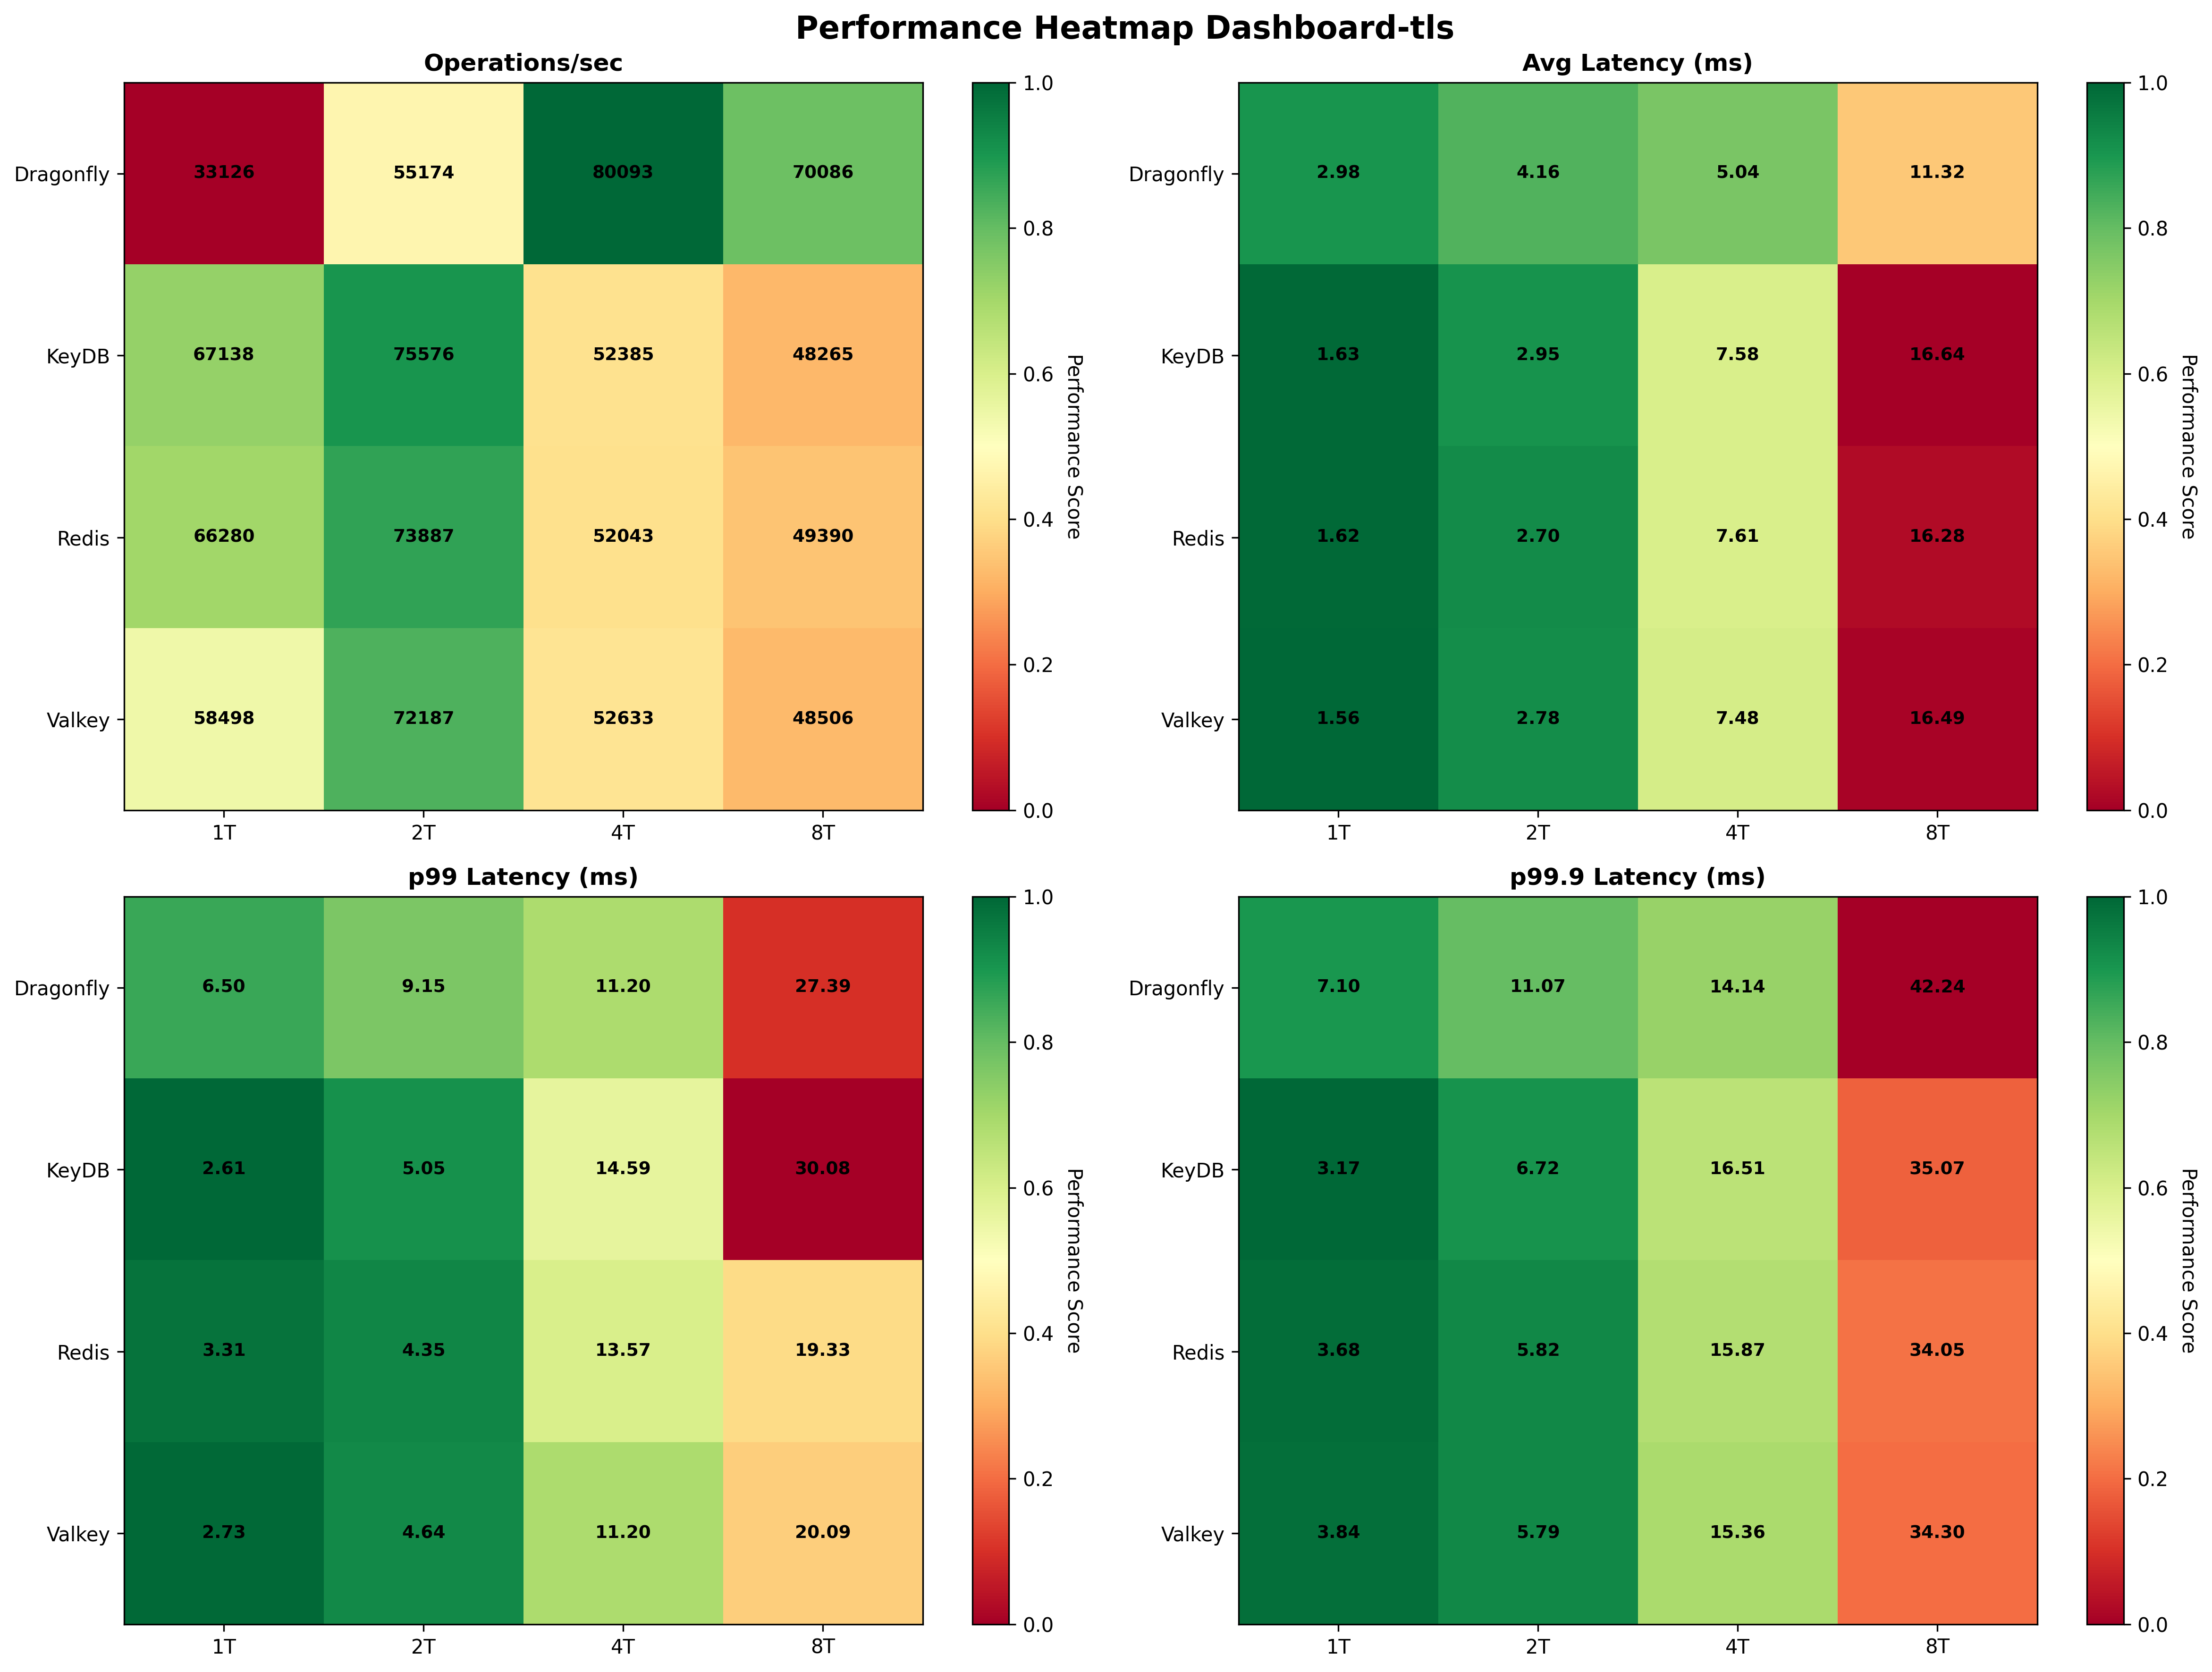 Performance Heatmap Dashboard-tls
Operations/sec
Dragonfly 33126 55174 80093 70086
KeyDB 67138 75576 52385 48265
Redis 66280 73887 52043 49390
Valkey 58498 72187 52633 48506
1T 2T 4T 8T
1.0
0.8
0.6
0.4
0.2
0.0
Performance Score
Avg Latency (ms)
Dragonfly 2.98 4.16 5.04 11.32
KeyDB 1.63 2.95 7.58 16.64
Redis 1.62 2.70 7.61 16.28
Valkey 1.56 2.78 7.48 16.49
1T 2T 4T 8T
1.0
0.8
0.6
0.4
0.2
0.0
Performance Score
p99 Latency (ms)
Dragonfly 6.50 9.15 11.20 27.39
KeyDB 2.61 5.05 14.59 30.08
Redis 3.31 4.35 13.57 19.33
Valkey 2.73 4.64 11.20 20.09
1T 2T 4T 8T
1.0
0.8
0.6
0.4
0.2
0.0
Performance Score
p99.9 Latency (ms)
Dragonfly 7.10 11.07 14.14 42.24
KeyDB 3.17 6.72 16.51 35.07
Redis 3.68 5.82 15.87 34.05
Valkey 3.84 5.79 15.36 34.30
1T 2T 4T 8T
1.0
0.8
0.6
0.4
0.2
0.0
Performance Score